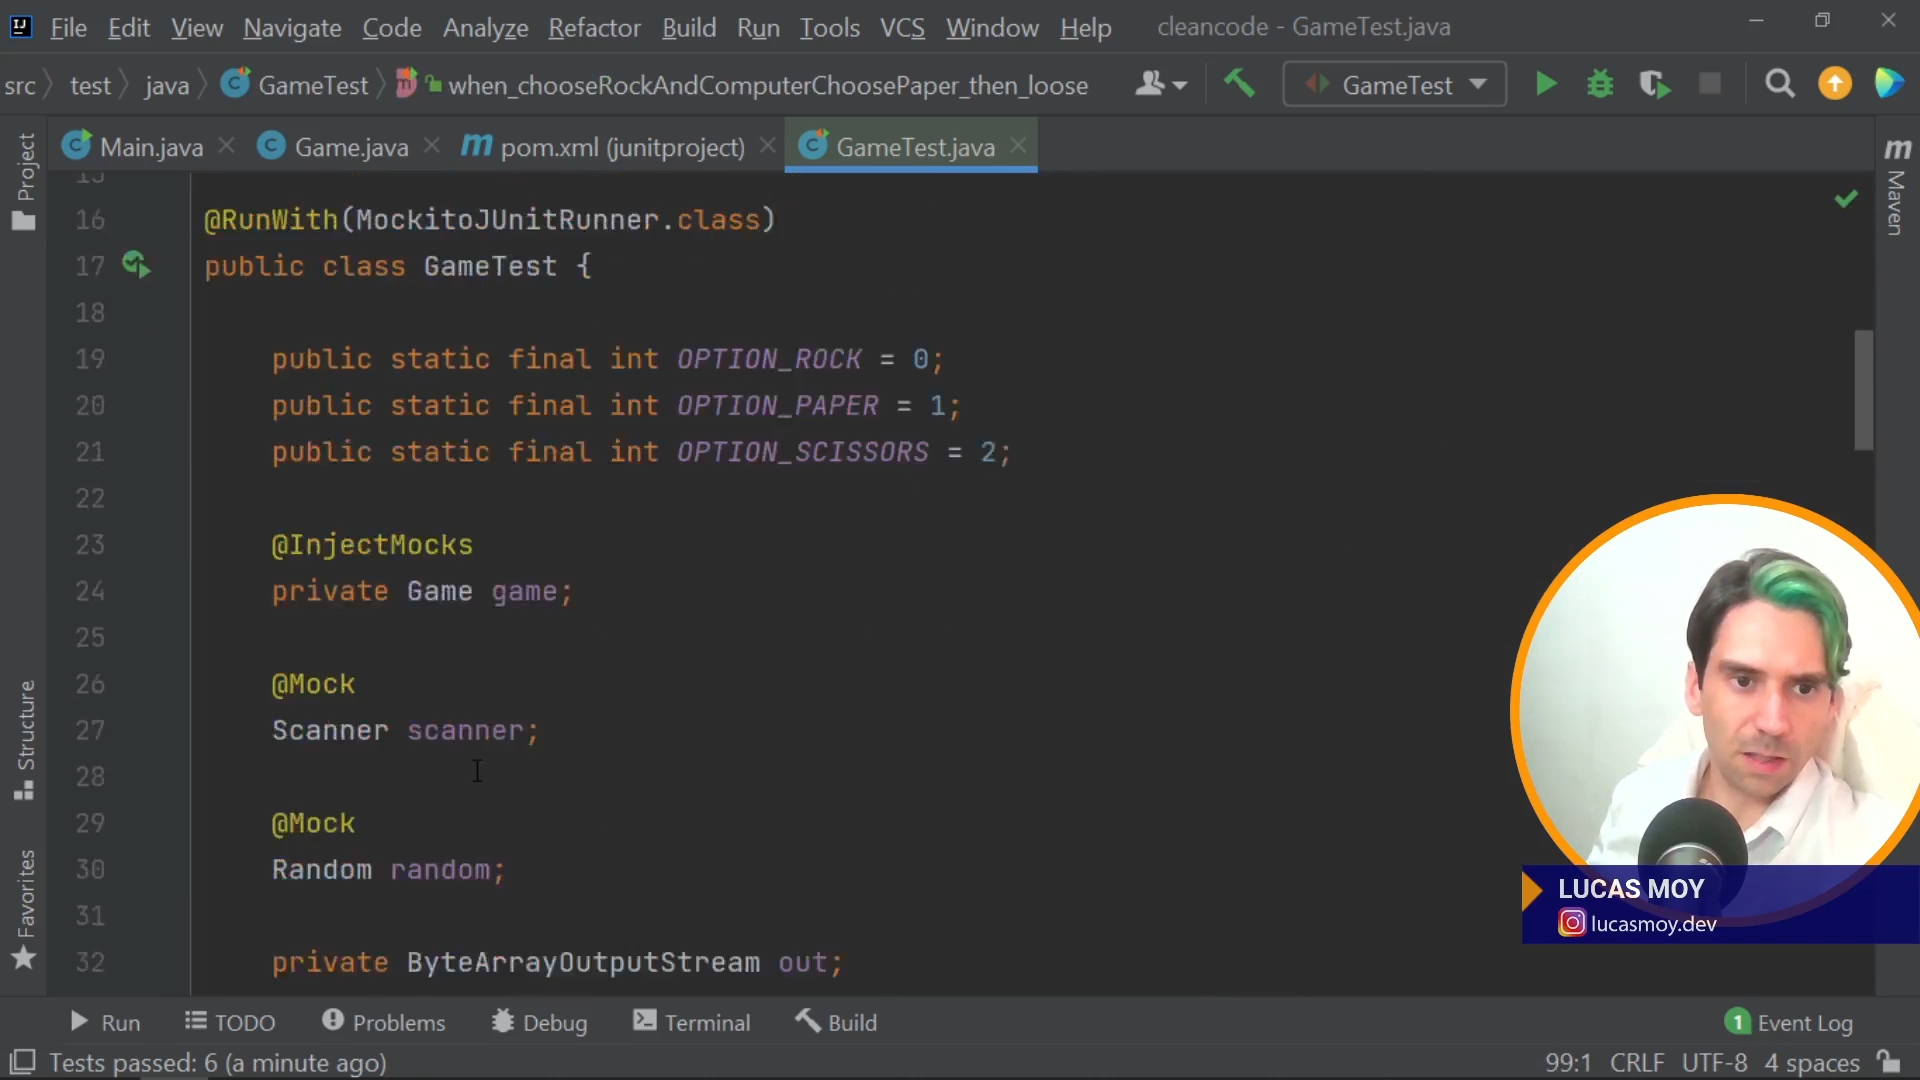 File Edit View Navigate Code Analyze Refactor Build Run Tools VCS Window Help cleancode - GameTest.java
src test java GameTest when_chooseRockAndComputerChoosePaper_then_loose GameTest
Main.java Game.java pom.xml (junitproject) GameTest.java
Project
Structure
Favorites
Maven
15
16 @RunWith(MockitoJUnitRunner.class)
17 public class GameTest {
18
19 public static final int OPTION_ROCK = 0;
20 public static final int OPTION_PAPER = 1;
21 public static final int OPTION_SCISSORS = 2;
22
23 @InjectMocks
24 private Game game;
25
26 @Mock
27 Scanner scanner;
28
29 @Mock
30 Random random;
31
32 private ByteArrayOutputStream out;
LUCAS MOY
lucasmoy.dev
Run TODO Problems Debug Terminal Build 1 Event Log
Tests passed: 6 (a minute ago) 99:1 CRLF UTF-8 4 spaces